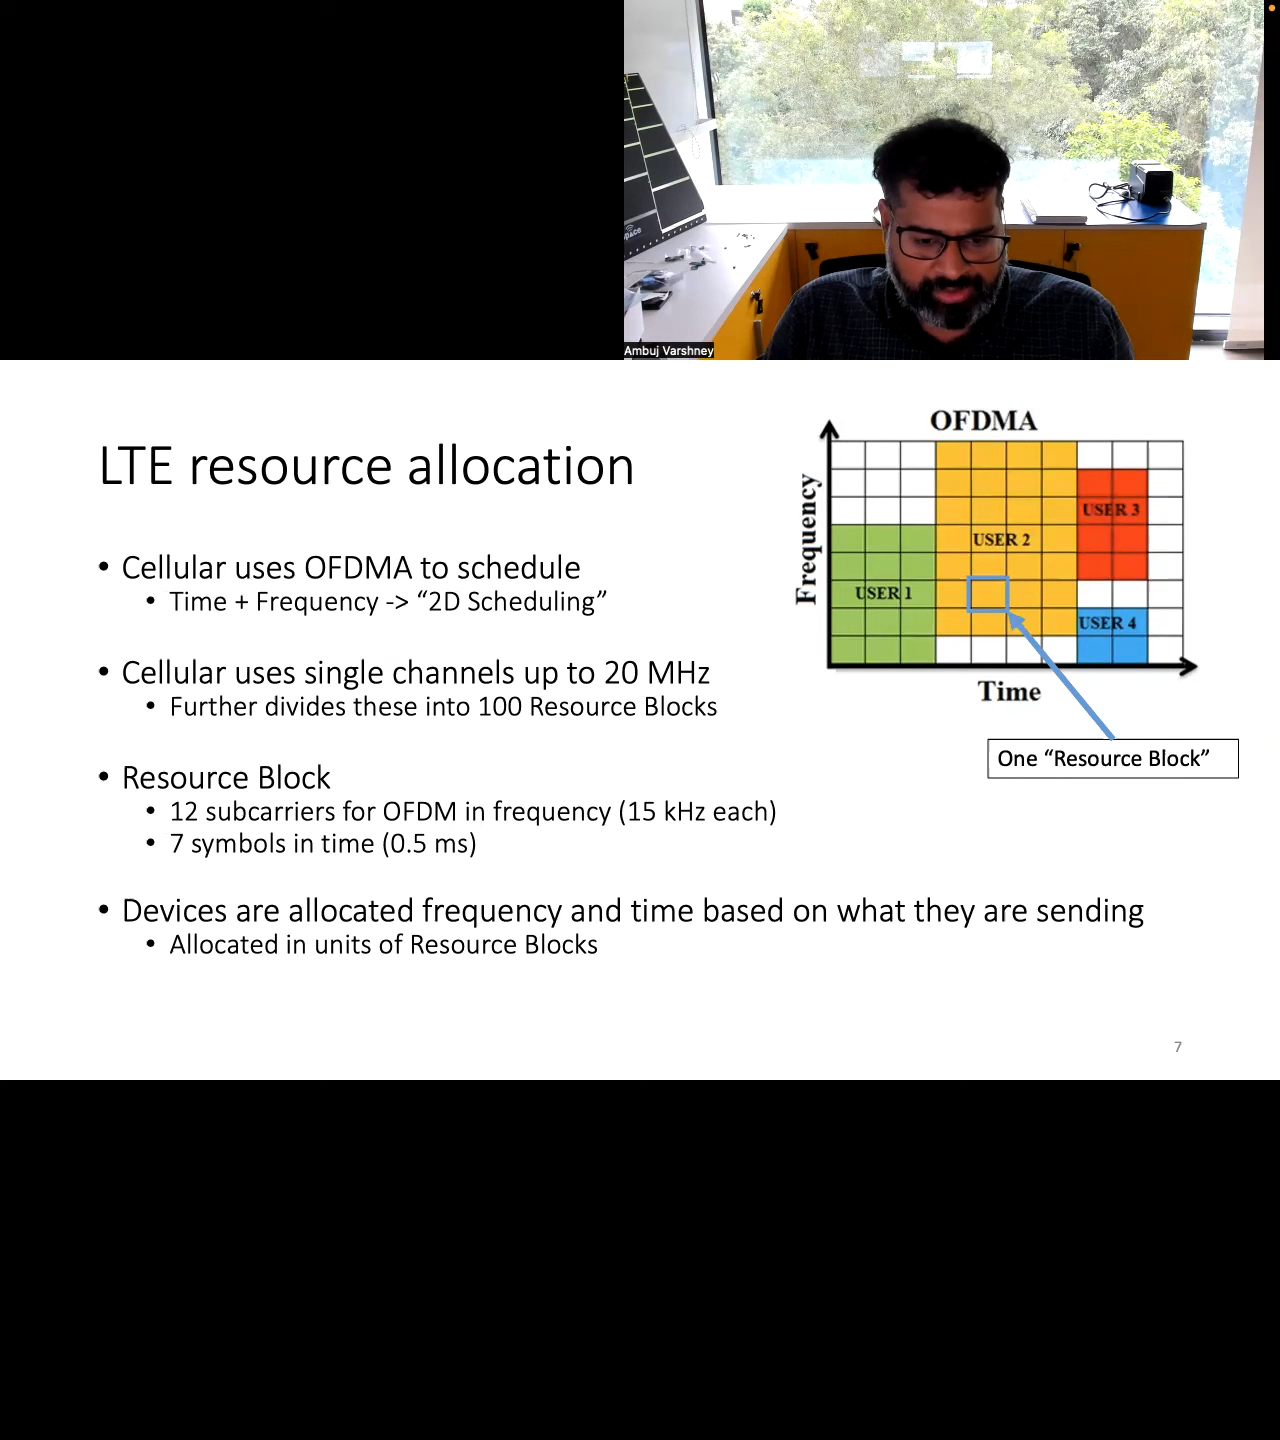 Ambuj Varshney
LTE resource allocation
• Cellular uses OFDMA to schedule
• Time + Frequency -> “2D Scheduling”
• Cellular uses single channels up to 20 MHz
• Further divides these into 100 Resource Blocks
• Resource Block
• 12 subcarriers for OFDM in frequency (15 kHz each)
• 7 symbols in time (0.5 ms)
• Devices are allocated frequency and time based on what they are sending
• Allocated in units of Resource Blocks
OFDMA
Frequency
USER 1
USER 2
USER 3
USER 4
Time
One “Resource Block”
7